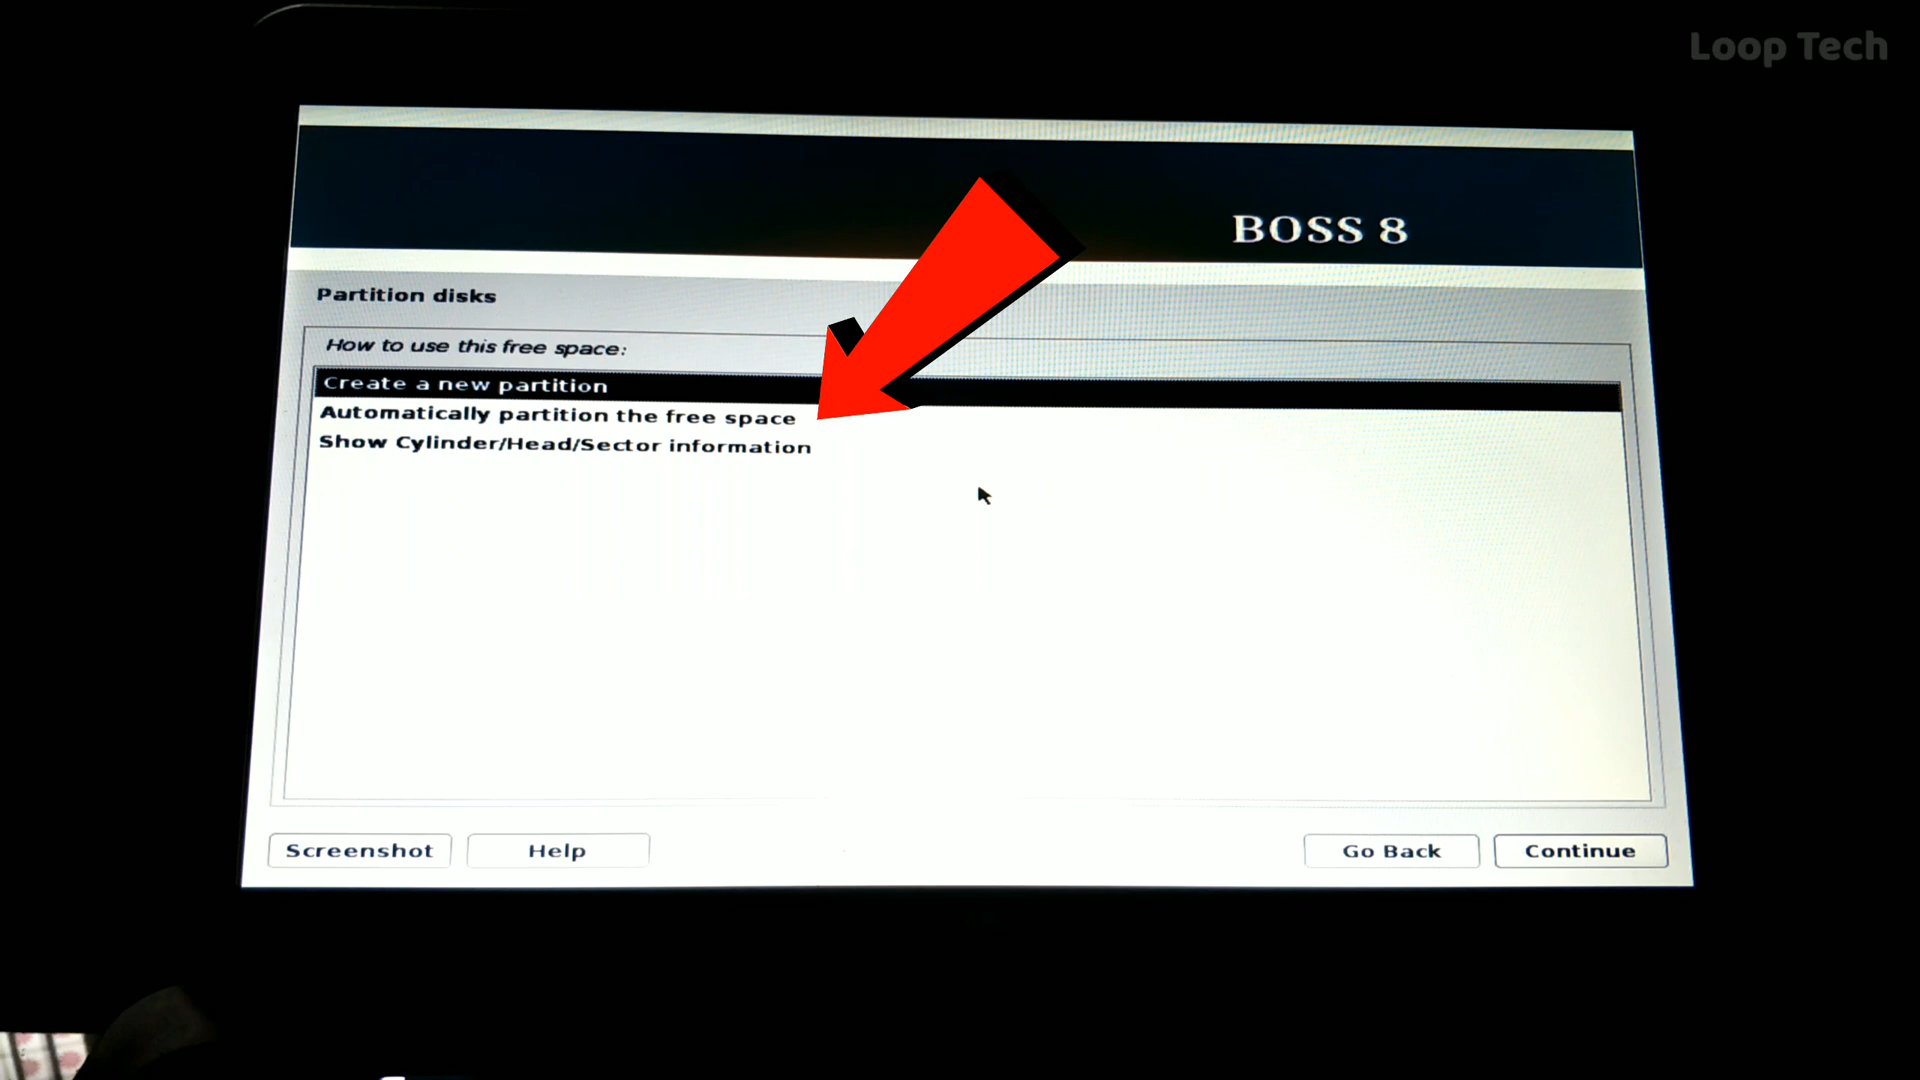 Loop Tech
BOSS 8
Partition disks
How to use this free space:
Create a new partition
Automatically partition the free space
Show Cylinder/Head/Sector information
Screenshot
Help
Go Back
Continue